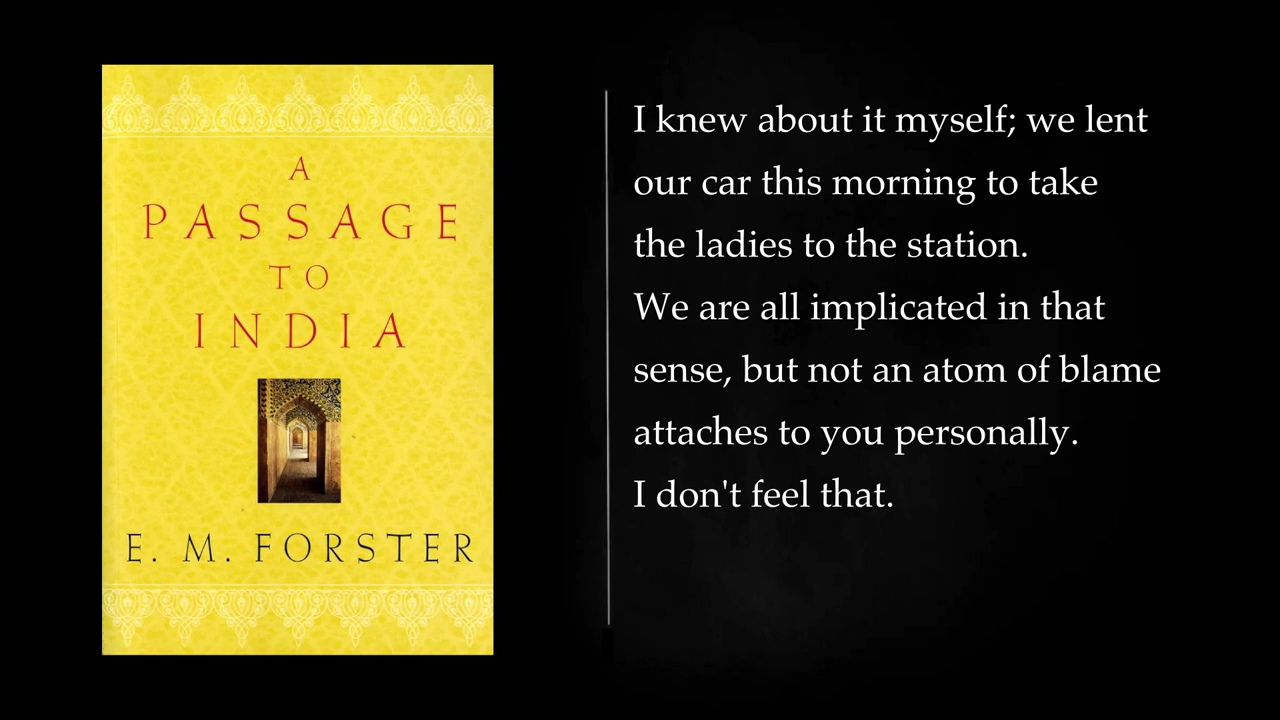 A
PASSAGE
TO
INDIA
E. M. FORSTER
I knew about it myself; we lent
our car this morning to take
the ladies to the station.
We are all implicated in that
sense, but not an atom of blame
attaches to you personally.
I don't feel that.